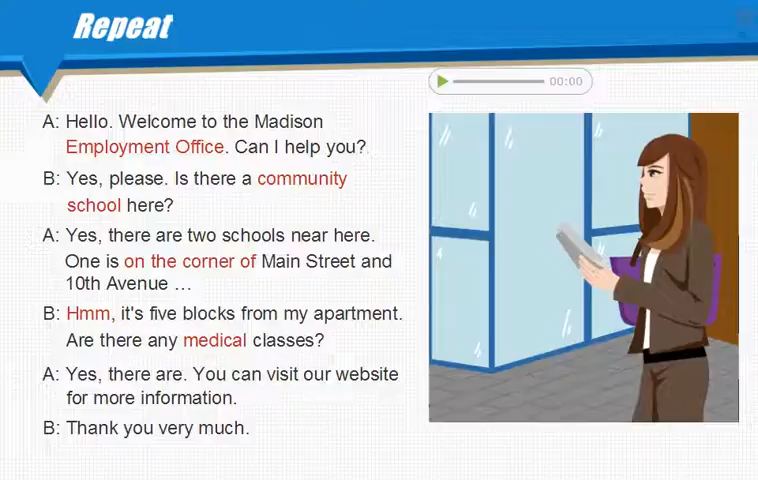 Repeat
00:00
A: Hello. Welcome to the Madison
Employment Office. Can I help you?
B: Yes, please. Is there a community
school here?
A: Yes, there are two schools near here.
One is on the corner of Main Street and
10th Avenue ...
B: Hmm, it's five blocks from my apartment.
Are there any medical classes?
A: Yes, there are. You can visit our website
for more information.
B: Thank you very much.